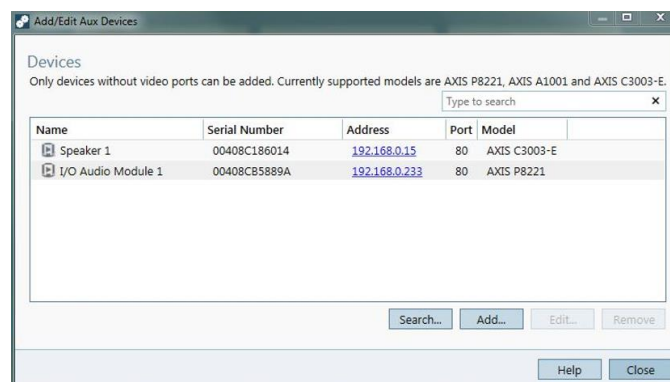 Add/Edit Aux Devices
Devices
Only devices without video ports can be added. Currently supported models are AXIS P8221, AXIS A1001 and AXIS C3003-E.
Type to search
Name Serial Number Address Port Model
Speaker 1 00408C186014 192.168.0.15 80 AXIS C3003-E
I/O Audio Module 1 00408CB5889A 192.168.0.233 80 AXIS P8221
Search... Add... Edit... Remove
Help Close